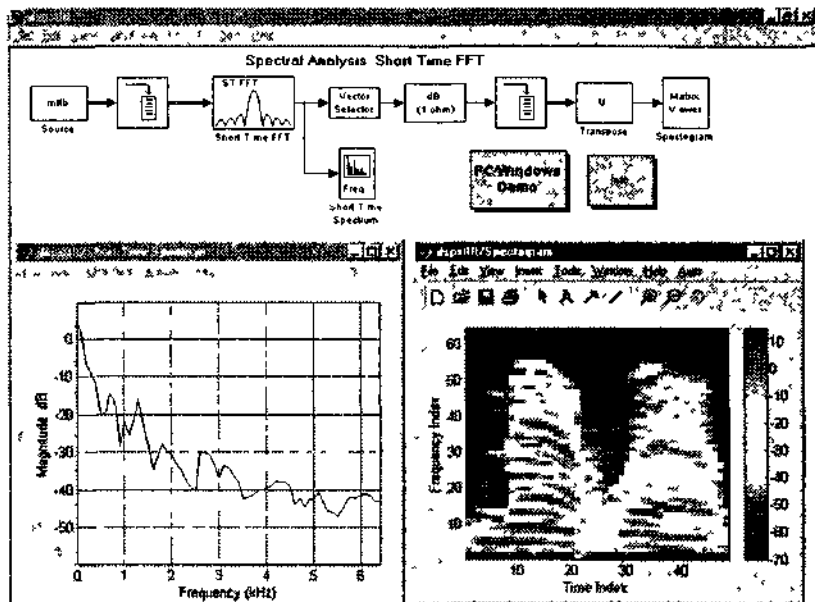 Spectral Analysis Short Time FFT
mtlb
Source
ST FFT
Short Time FFT
Vector
Selector
dB
(1 ohm)
U
Transpose
Matrix
Viewer
Spectrogram
Freq
Short Time
Spectrum
PC/Windows
Demo
File Edit View Insert Tools Window Help
Magnitude dB
0
-10
-20
-30
-40
-50
0
1
2
3
4
5
6
Frequency (kHz)
Frequency Index
60
50
40
30
20
10
10
20
30
40
Time Index
10
0
-10
-20
-30
-40
-50
-60
-70